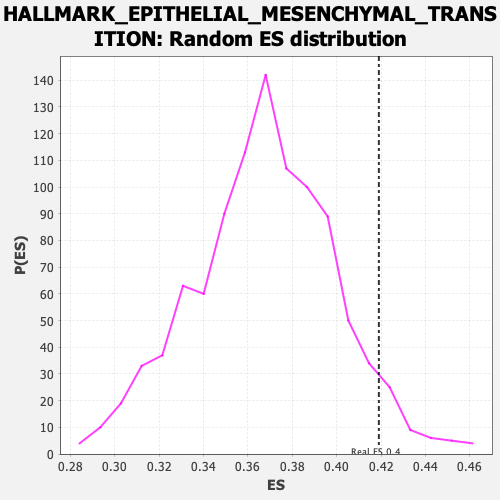 HALLMARK_EPITHELIAL_MESENCHYMAL_TRANS
ITION: Random ES distribution
140
130
120
110
100
90
80
70
60
50
40
30
20
10
0
P(ES)
Real ES 0.4
0.28 0.30 0.32 0.34 0.36 0.38 0.40 0.42 0.44 0.46
ES